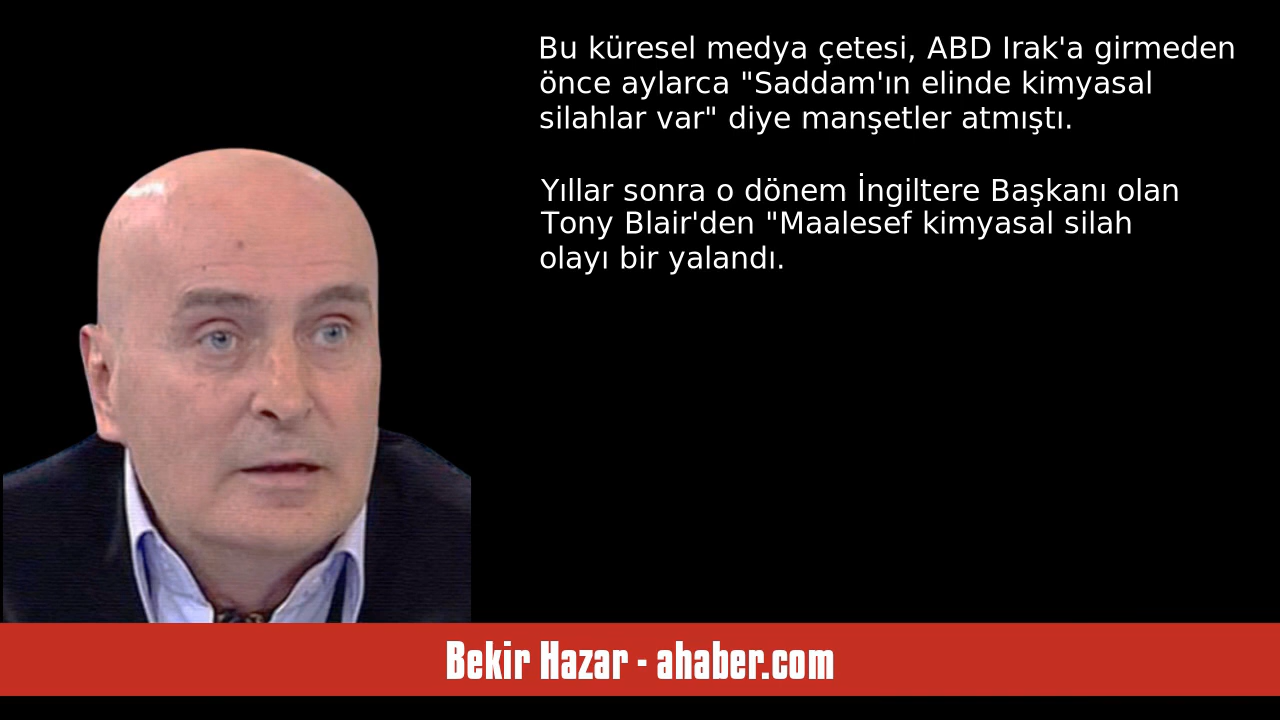 Bu küresel medya çetesi, ABD Irak'a girmeden
önce aylarca "Saddam'ın elinde kimyasal
silahlar var" diye manşetler atmıştı.
Yıllar sonra o dönem İngiltere Başkanı olan
Tony Blair'den "Maalesef kimyasal silah
olayı bir yalandı.
Bekir Hazar - ahaber.com